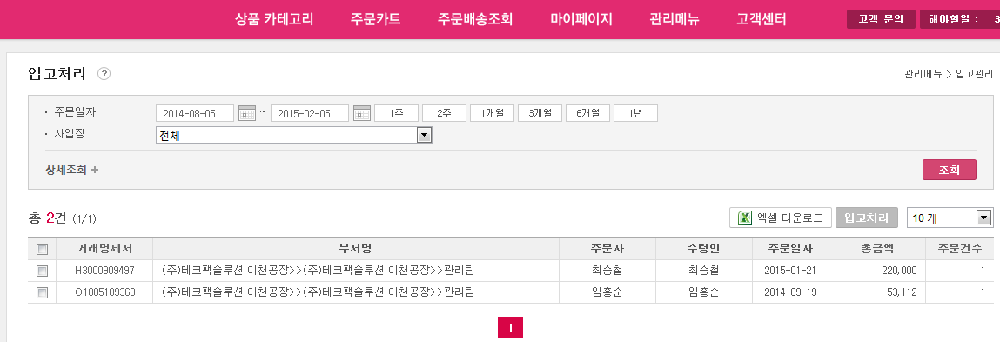 상품 카테고리 주문카트 주문배송조회 마이페이지 관리메뉴 고객센터 고객 문의 해야할일 : 3
입고처리 ? 관리메뉴 > 입고관리
· 주문일자 2014-08-05 ~ 2015-02-05 1주 2주 1개월 3개월 6개월 1년
· 사업장 전체
상세조회 + 조회
총 2건 (1/1) 엑셀 다운로드 입고처리 10 개
거래명세서 부서명 주문자 수령인 주문일자 총금액 주문건수
H3000909497 (주)테크팩솔루션 이천공장>>(주)테크팩솔루션 이천공장>>관리팀 최승철 최승철 2015-01-21 220,000 1
O1005109368 (주)테크팩솔루션 이천공장>>(주)테크팩솔루션 이천공장>>관리팀 임흥순 임흥순 2014-09-19 53,112 1
1